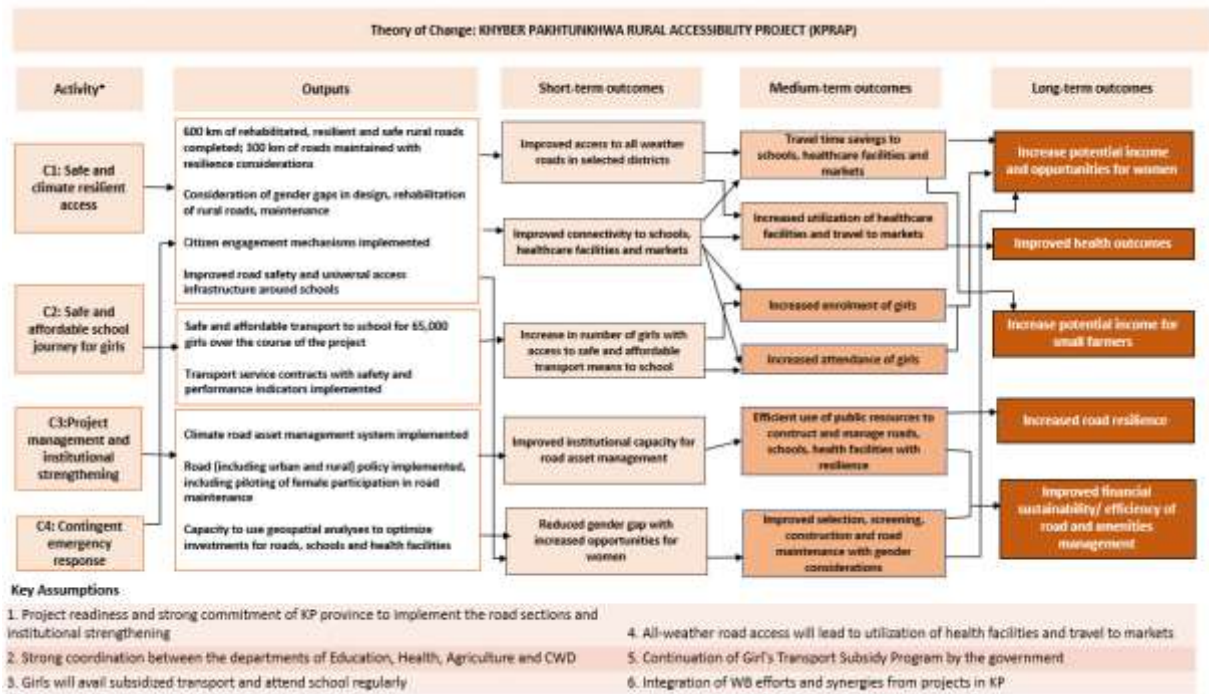 Theory of Change: KHYBER PAKHTUNKHWA RURAL ACCESSIBILITY PROJECT (KPRAP)
Activity*
Outputs
Short-term outcomes
Medium-term outcomes
Long-term outcomes
C1: Safe and
climate resilient
access
C2: Safe and
affordable school
journey for girls
C3:Project
management and
institutional
strengthening
C4: Contingent
emergency
response
600 km of rehabilitated, resilient and safe rural roads
completed; 300 km of roads maintained with
resilience considerations
Consideration of gender gaps in design, rehabilitation
of rural roads, maintenance
Citizen engagement mechanisms implemented
Improved road safety and universal access
infrastructure around schools
Safe and affordable transport to school for 65,000
girls over the course of the project
Transport service contracts with safety and
performance indicators implemented
Climate road asset management system implemented
Road (including urban and rural) policy implemented,
including piloting of female participation in road
maintenance
Capacity to use geospatial analyses to optimize
investments for roads, schools and health facilities
Improved access to all weather
roads in selected districts
Improved connectivity to schools,
healthcare facilities and markets
Increase in number of girls with
access to safe and affordable
transport means to school
Improved institutional capacity for
road asset management
Reduced gender gap with
increased opportunities for
women
Travel time savings to
schools, healthcare facilities and
markets
Increased utilization of healthcare
facilities and travel to markets
Increased enrolment of girls
Increased attendance of girls
Efficient use of public resources to
construct and manage roads,
schools, health facilities with
resilience
Improved selection, screening,
construction and road
maintenance with gender
considerations
Increase potential income
and opportunities for women
Improved health outcomes
Increase potential income for
small farmers
Increased road resilience
Improved financial
sustainability/ efficiency of
road and amenities
management
Key Assumptions
1. Project readiness and strong commitment of KP province to implement the road sections and
institutional strengthening
2. Strong coordination between the departments of Education, Health, Agriculture and CWD
3. Girls will avail subsidized transport and attend school regularly
4. All-weather road access will lead to utilization of health facilities and travel to markets
5. Continuation of Girl's Transport Subsidy Program by the government
6. Integration of WB efforts and synergies from projects in KP